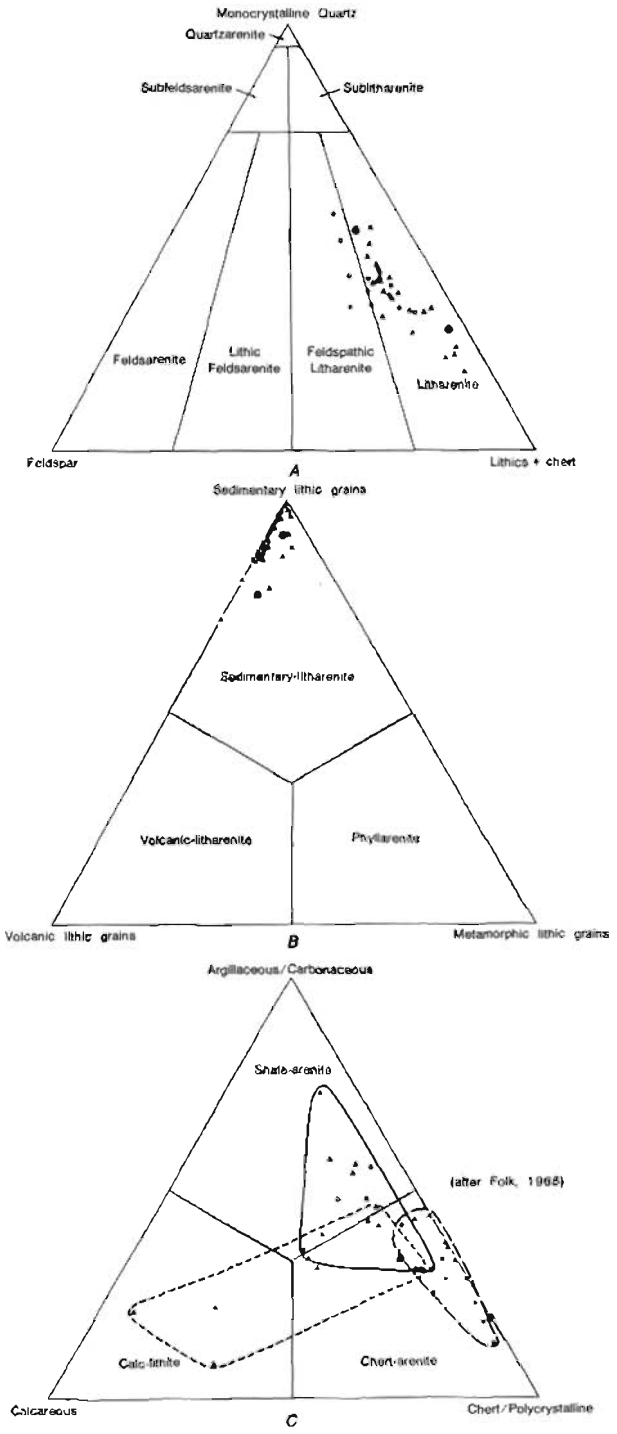 Monocrystalline Quartz
Quartzarenite
Subfeldsarenite
Sublitharenite
Feldsarenite
Lithic
Feldsarenite
Feldspathic
Litharenite
Litharenite
Feldspar
Lithics + chert
A
Sedimentary lithic grains
Sedimentary-litharenite
Volcanic-litharenite
Phyllarenite
Volcanic lithic grains
Metamorphic lithic grains
B
Argillaceous/Carbonaceous
Shale-arenite
(after Folk, 1968)
Calc-lithite
Chert-arenite
Calcareous
Chert/Polycrystalline
C